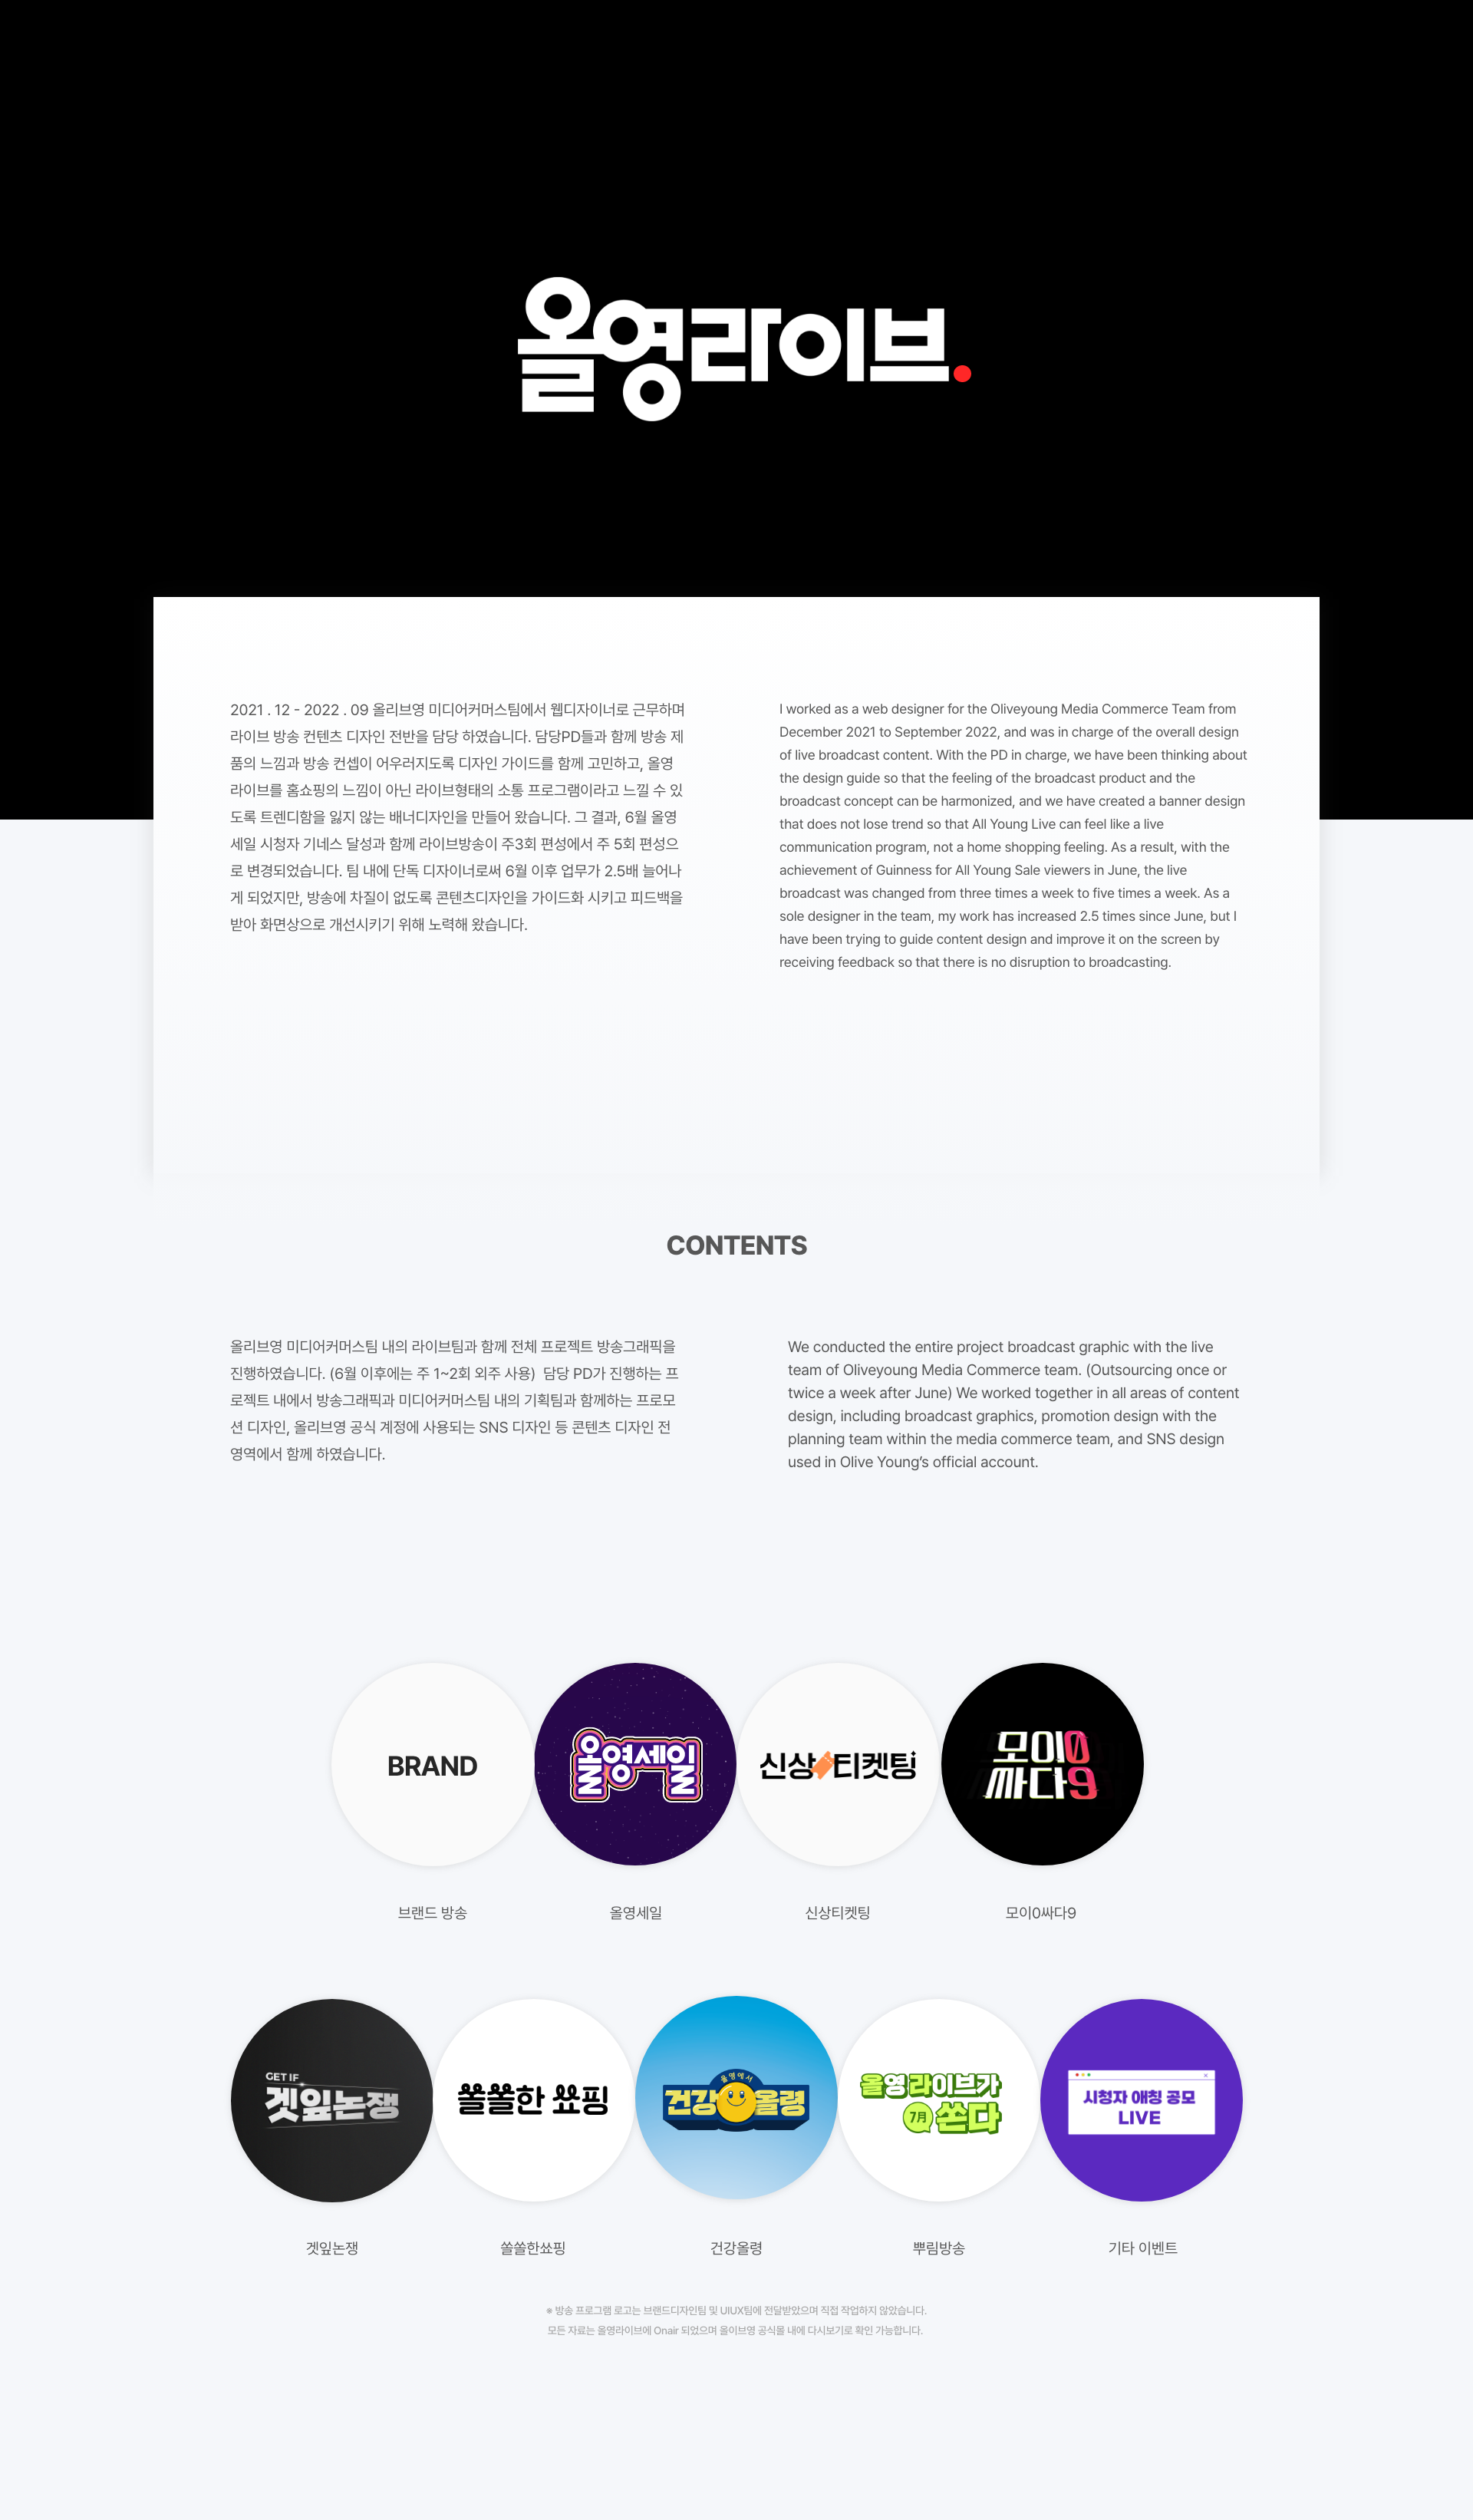 올영라이브.
2021 . 12 - 2022 . 09 올리브영 미디어커머스팀에서 웹디자이너로 근무하며
라이브 방송 컨텐츠 디자인 전반을 담당 하였습니다. 담당PD들과 함께 방송 제
품의 느낌과 방송 컨셉이 어우러지도록 디자인 가이드를 함께 고민하고, 올영
라이브를 홈쇼핑의 느낌이 아닌 라이브형태의 소통 프로그램이라고 느낄 수 있
도록 트렌디함을 잃지 않는 배너디자인을 만들어 왔습니다. 그 결과, 6월 올영
세일 시청자 기네스 달성과 함께 라이브방송이 주3회 편성에서 주 5회 편성으
로 변경되었습니다. 팀 내에 단독 디자이너로써 6월 이후 업무가 2.5배 늘어나
게 되었지만, 방송에 차질이 없도록 콘텐츠디자인을 가이드화 시키고 피드백을
받아 화면상으로 개선시키기 위해 노력해 왔습니다.
I worked as a web designer for the Oliveyoung Media Commerce Team from
December 2021 to September 2022, and was in charge of the overall design
of live broadcast content. With the PD in charge, we have been thinking about
the design guide so that the feeling of the broadcast product and the
broadcast concept can be harmonized, and we have created a banner design
that does not lose trend so that All Young Live can feel like a live
communication program, not a home shopping feeling. As a result, with the
achievement of Guinness for All Young Sale viewers in June, the live
broadcast was changed from three times a week to five times a week. As a
sole designer in the team, my work has increased 2.5 times since June, but I
have been trying to guide content design and improve it on the screen by
receiving feedback so that there is no disruption to broadcasting.
CONTENTS
올리브영 미디어커머스팀 내의 라이브팀과 함께 전체 프로젝트 방송그래픽을
진행하였습니다. (6월 이후에는 주 1~2회 외주 사용) 담당 PD가 진행하는 프
로젝트 내에서 방송그래픽과 미디어커머스팀 내의 기획팀과 함께하는 프로모
션 디자인, 올리브영 공식 계정에 사용되는 SNS 디자인 등 콘텐츠 디자인 전
영역에서 함께 하였습니다.
We conducted the entire project broadcast graphic with the live
team of Oliveyoung Media Commerce team. (Outsourcing once or
twice a week after June) We worked together in all areas of content
design, including broadcast graphics, promotion design with the
planning team within the media commerce team, and SNS design
used in Olive Young's official account.
BRAND
올영세일
신상티켓팅
모이0
싸다9
브랜드 방송
올영세일
신상티켓팅
모이0싸다9
GET IF
겟잎논쟁
쏠쏠한 쑈핑
올영에서
건강올령
올영라이브가
7月 쏜다
시청자 애칭 공모
LIVE
겟잎논쟁
쏠쏠한쑈핑
건강올령
뿌림방송
기타 이벤트
※ 방송 프로그램 로고는 브랜드디자인팀 및 UIUX팀에 전달받았으며 직접 작업하지 않았습니다.
모든 자료는 올영라이브에 Onair 되었으며 올이브영 공식몰 내에 다시보기로 확인 가능합니다.